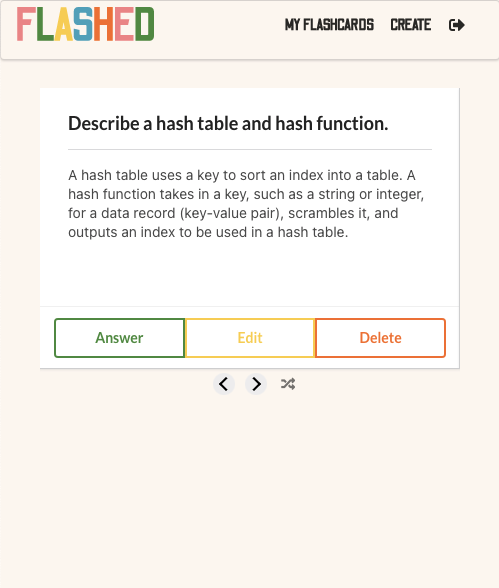 FLASHED
MY FLASHCARDS CREATE
Describe a hash table and hash function.
A hash table uses a key to sort an index into a table. A
hash function takes in a key, such as a string or integer,
for a data record (key-value pair), scrambles it, and
outputs an index to be used in a hash table.
Answer Edit Delete